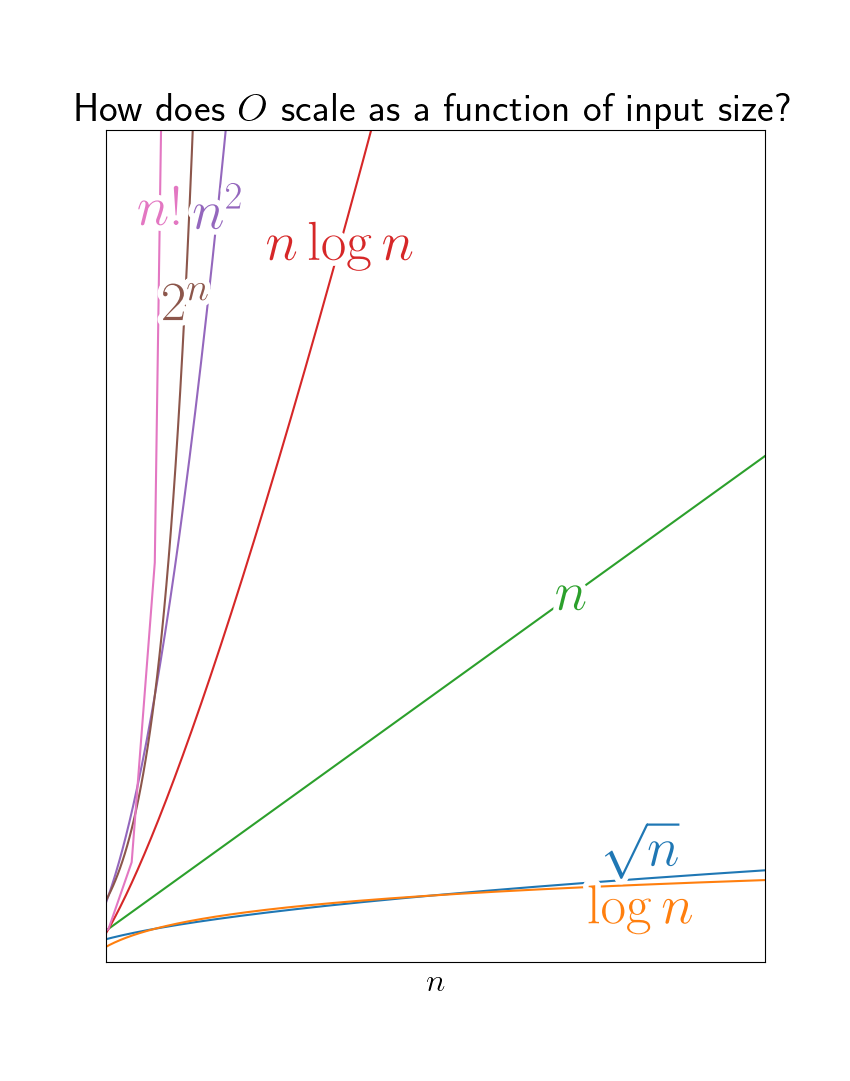 How does O scale as a function of input size?
n!
n²
n log n
2ⁿ
n
√n
log n
n